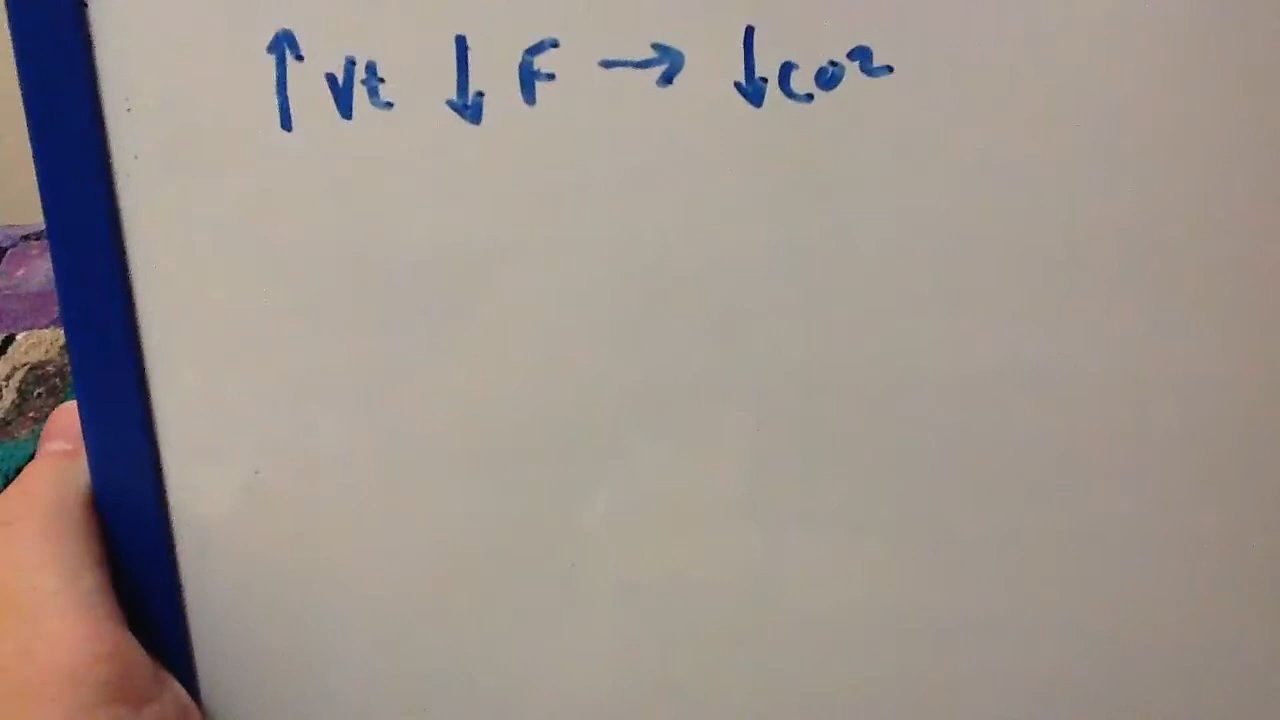 ↑ Vt ↓ F → ↓ CO2